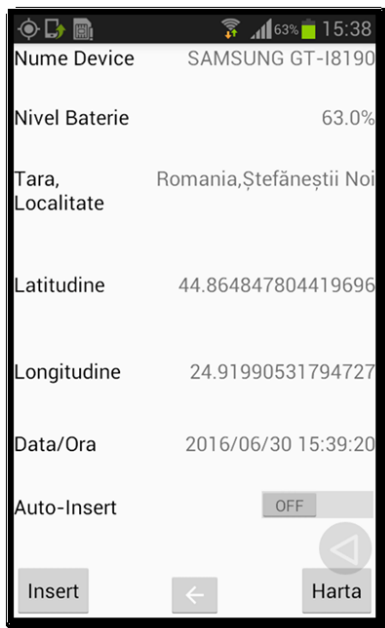 63% 15:38
Nume Device SAMSUNG GT-I8190
Nivel Baterie 63.0%
Tara, Romania,Ștefăneștii Noi
Localitate
Latitudine 44.864847804419696
Longitudine 24.91990531794727
Data/Ora 2016/06/30 15:39:20
Auto-Insert OFF
Insert Harta